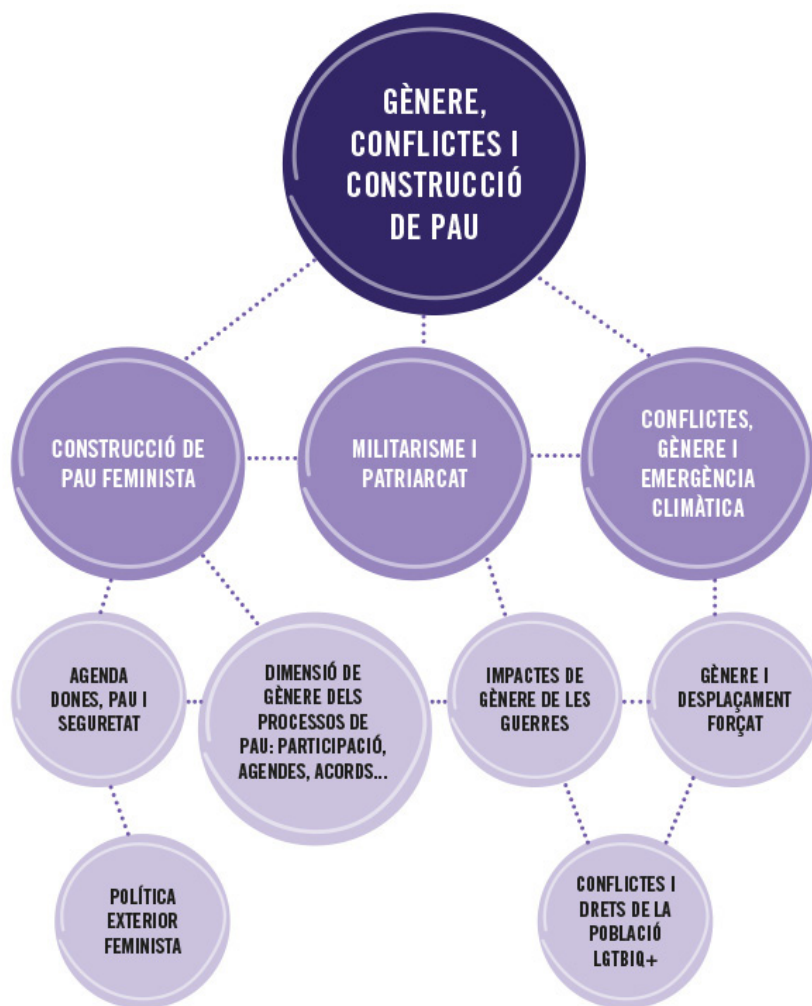 GÈNERE,
CONFLICTES I
CONSTRUCCIÓ
DE PAU
CONSTRUCCIÓ DE
PAU FEMINISTA
MILITARISME I
PATRIARCAT
CONFLICTES,
GÈNERE I
EMERGÈNCIA
CLIMÀTICA
AGENDA
DONES, PAU I
SEGURETAT
DIMENSIÓ DE
GÈNERE DELS
PROCESSOS DE
PAU: PARTICIPACIÓ,
AGENDES, ACORDS...
IMPACTES DE
GÈNERE DE LES
GUERRES
GÈNERE I
DESPLAÇAMENT
FORÇAT
POLÍTICA
EXTERIOR
FEMINISTA
CONFLICTES I
DRETS DE LA
POBLACIÓ
LGTBIQ+